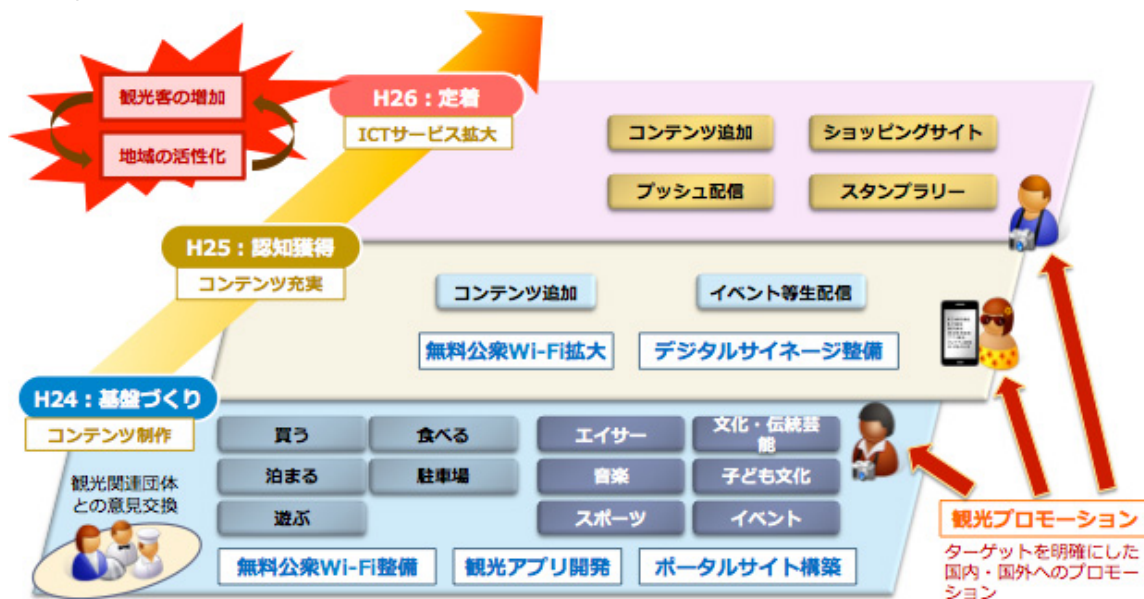 観光客の増加
地域の活性化
H26：定着
ICTサービス拡大
コンテンツ追加
ショッピングサイト
プッシュ配信
スタンプラリー
H25：認知獲得
コンテンツ充実
コンテンツ追加
イベント等生配信
無料公衆Wi-Fi拡大
デジタルサイネージ整備
H24：基盤づくり
コンテンツ制作
観光関連団体
との意見交換
買う
食べる
エイサー
文化・伝統芸
能
泊まる
駐車場
音楽
子ども文化
遊ぶ
スポーツ
イベント
無料公衆Wi-Fi整備
観光アプリ開発
ポータルサイト構築
観光プロモーション
ターゲットを明確にした
国内・国外へのプロモー
ション